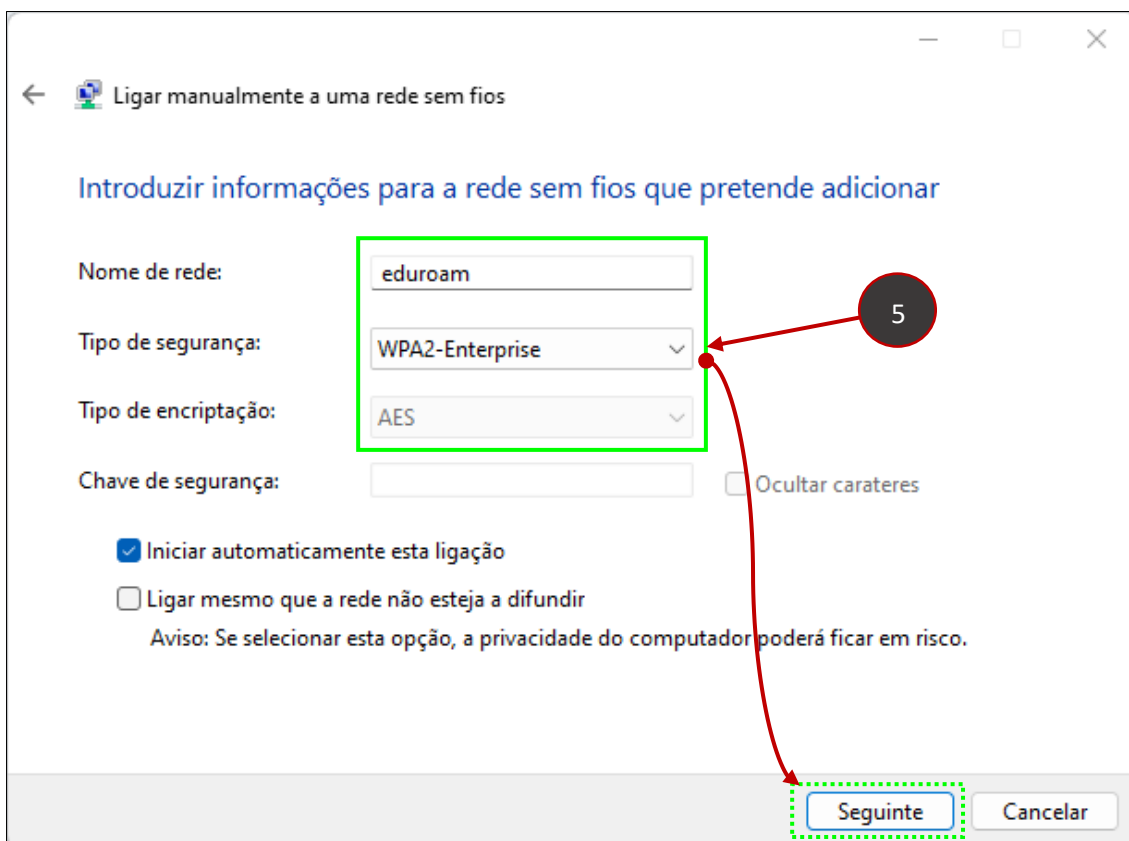 Ligar manualmente a uma rede sem fios
Introduzir informações para a rede sem fios que pretende adicionar
Nome de rede:
eduroam
5
Tipo de segurança:
WPA2-Enterprise
Tipo de encriptação:
AES
Chave de segurança:
Ocultar carateres
Iniciar automaticamente esta ligação
Ligar mesmo que a rede não esteja a difundir
Aviso: Se selecionar esta opção, a privacidade do computador poderá ficar em risco.
Seguinte
Cancelar